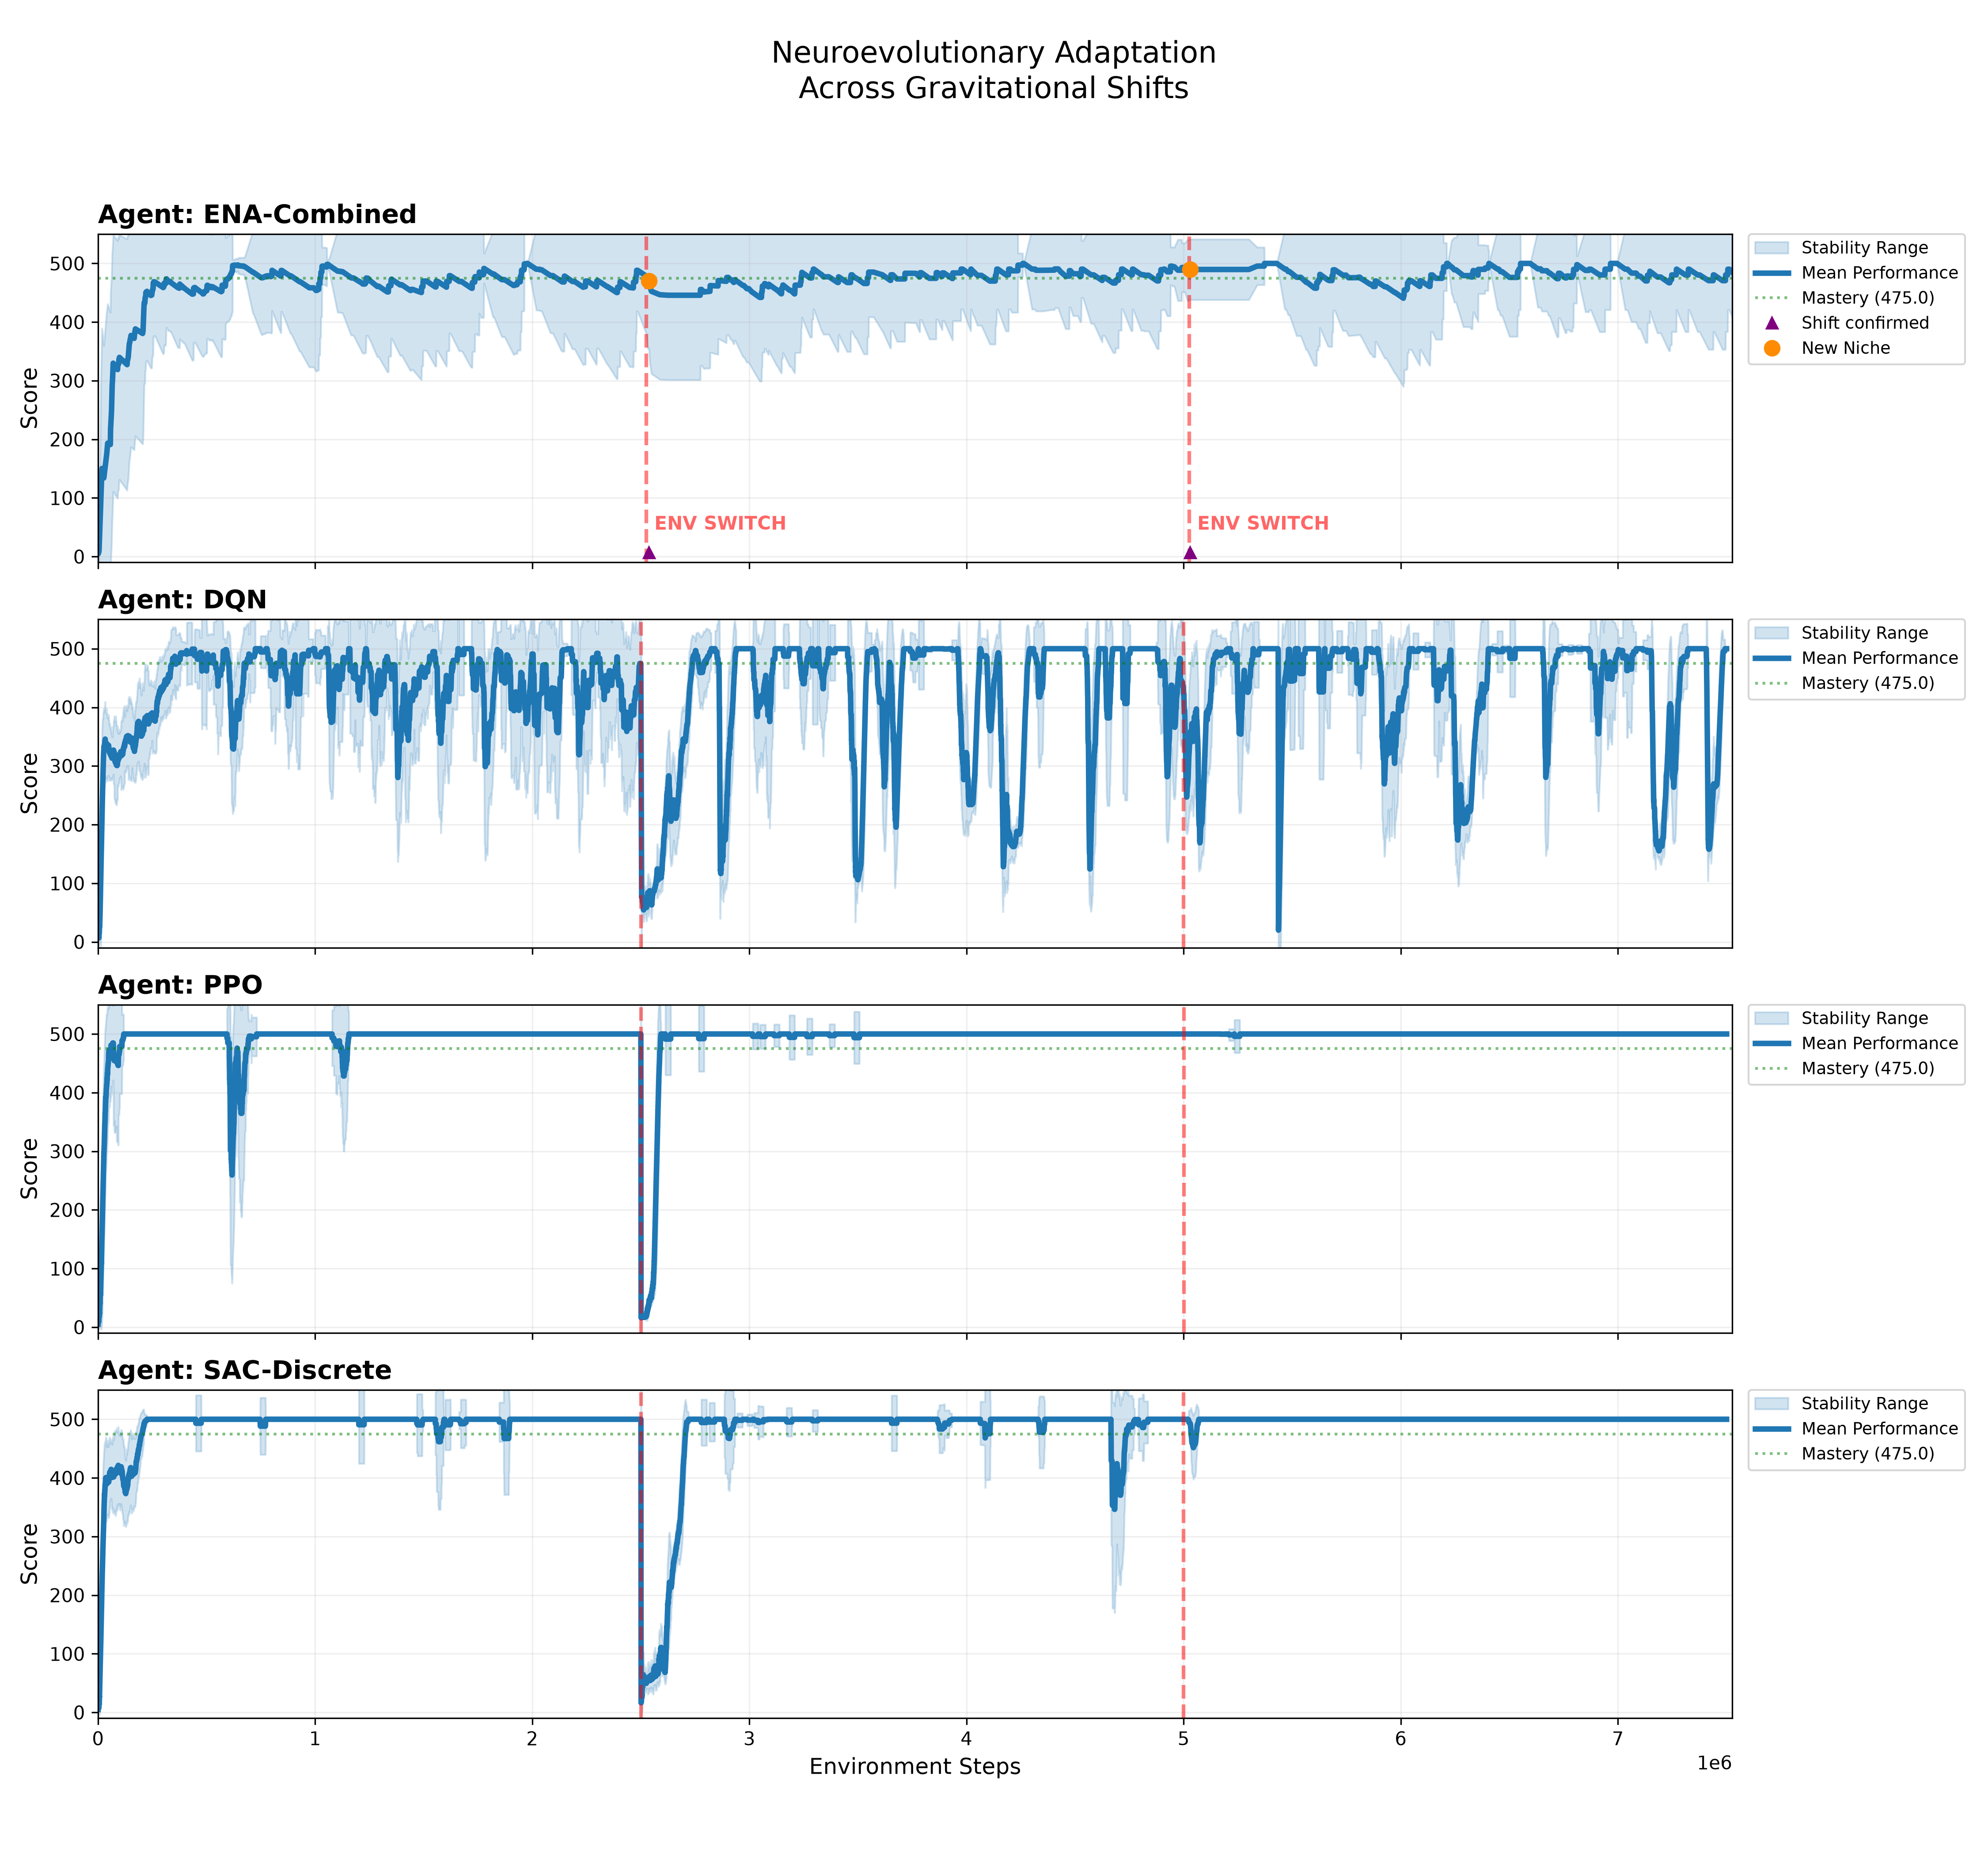 Neuroevolutionary Adaptation
Across Gravitational Shifts
Agent: ENA-Combined
Score
500
400
300
200
100
0
ENV SWITCH
ENV SWITCH
Stability Range
Mean Performance
Mastery (475.0)
Shift confirmed
New Niche
Agent: DQN
Score
500
400
300
200
100
0
Stability Range
Mean Performance
Mastery (475.0)
Agent: PPO
Score
500
400
300
200
100
0
Stability Range
Mean Performance
Mastery (475.0)
Agent: SAC-Discrete
Score
500
400
300
200
100
0
Stability Range
Mean Performance
Mastery (475.0)
0 1 2 3 4 5 6 7
1e6
Environment Steps